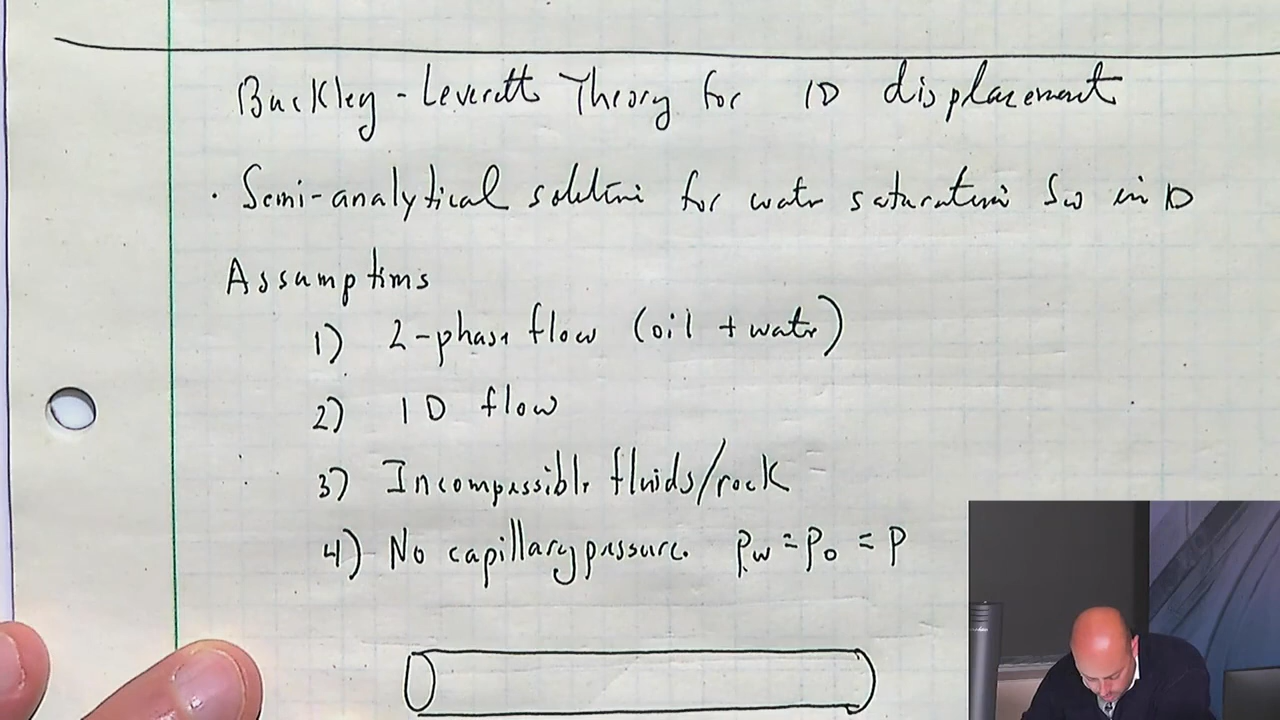 Buckley-Leverett Theory for 1D displacement
· Semi-analytical solution for water saturation Sw in 1D
Assumptions
1) 2-phase flow (oil + water)
2) 1D flow
3) Incompressible fluids/rock
4) No capillary pressure. Pw = Po = P